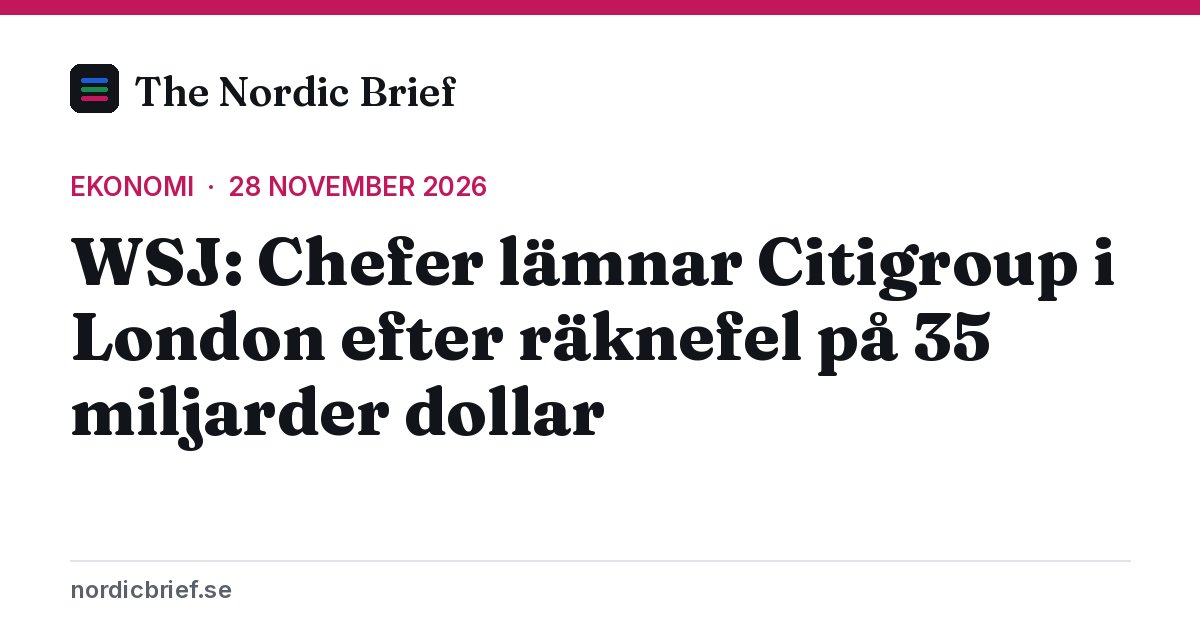 The Nordic Brief
EKONOMI · 28 NOVEMBER 2026
WSJ: Chefer lämnar Citigroup i
London efter räknefel på 35
miljarder dollar
nordicbrief.se